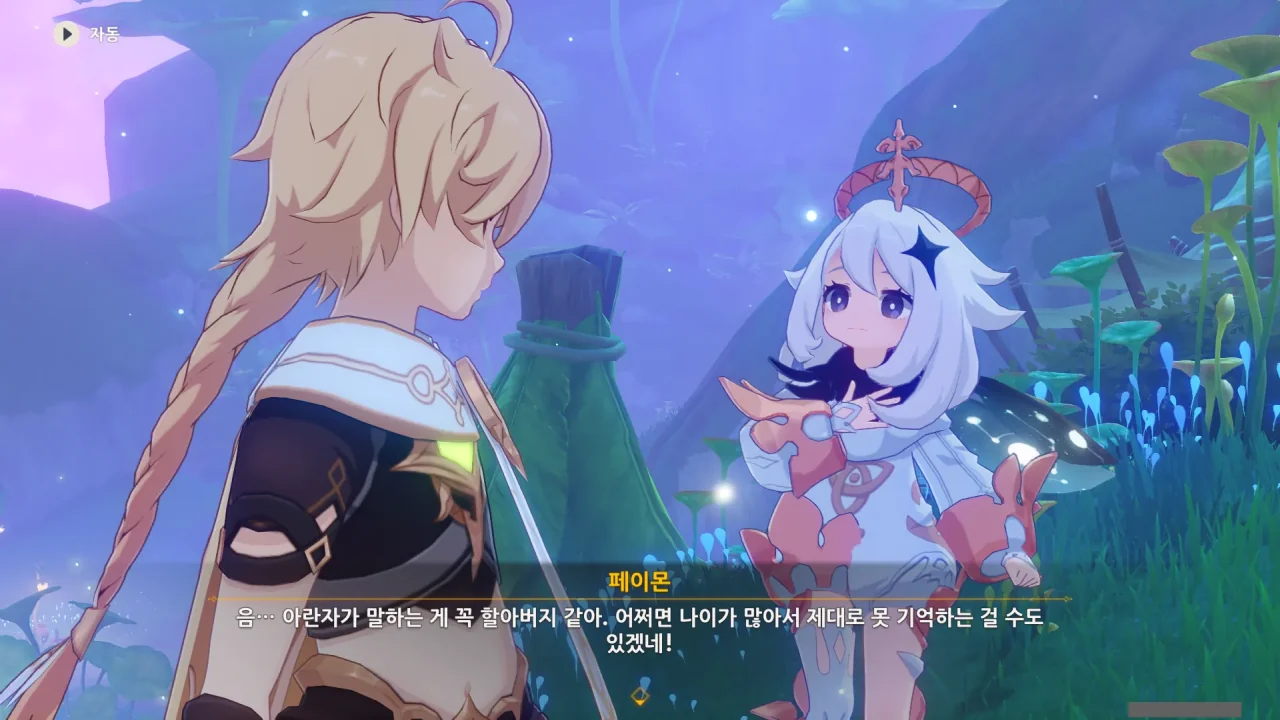 자동
페이몬
음… 아란자가 말하는 게 꼭 할아버지 같아. 어쩌면 나이가 많아서 제대로 못 기억하는 걸 수도
있겠네!